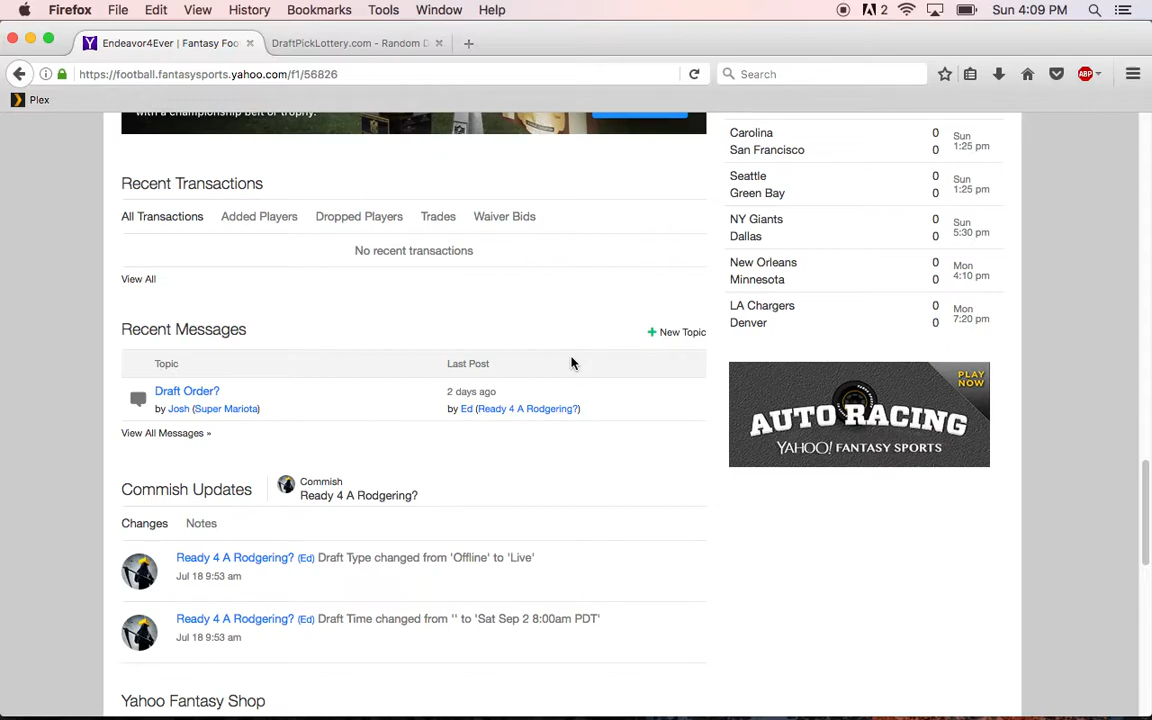 Firefox File Edit View History Bookmarks Tools Window Help 2 Sun 4:09 PM
Endeavor4Ever | Fantasy Foo × DraftPickLottery.com - Random D ×
https://football.fantasysports.yahoo.com/f1/56826 Search ABP
Plex
with a championship belt or trophy.
Carolina 0 Sun
San Francisco 0 1:25 pm
Recent Transactions
Seattle 0 Sun
Green Bay 0 1:25 pm
All Transactions Added Players Dropped Players Trades Waiver Bids
NY Giants 0 Sun
Dallas 0 5:30 pm
No recent transactions
New Orleans 0 Mon
Minnesota 0 4:10 pm
View All
LA Chargers 0 Mon
Denver 0 7:20 pm
Recent Messages + New Topic
Topic Last Post
Draft Order? 2 days ago
by Josh (Super Mariota) by Ed (Ready 4 A Rodgering?)
View All Messages »
PLAY NOW
AUTO RACING
YAHOO! FANTASY SPORTS
Commish Updates Commish
Ready 4 A Rodgering?
Changes Notes
Ready 4 A Rodgering? (Ed) Draft Type changed from 'Offline' to 'Live'
Jul 18 9:53 am
Ready 4 A Rodgering? (Ed) Draft Time changed from '' to 'Sat Sep 2 8:00am PDT'
Jul 18 9:53 am
Yahoo Fantasy Shop